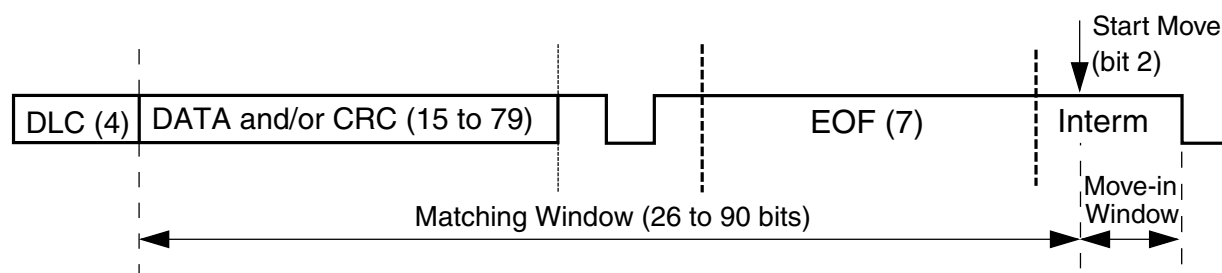 Start Move
(bit 2)
DLC (4) DATA and/or CRC (15 to 79) EOF (7) Interm
Move-in
Window
Matching Window (26 to 90 bits)